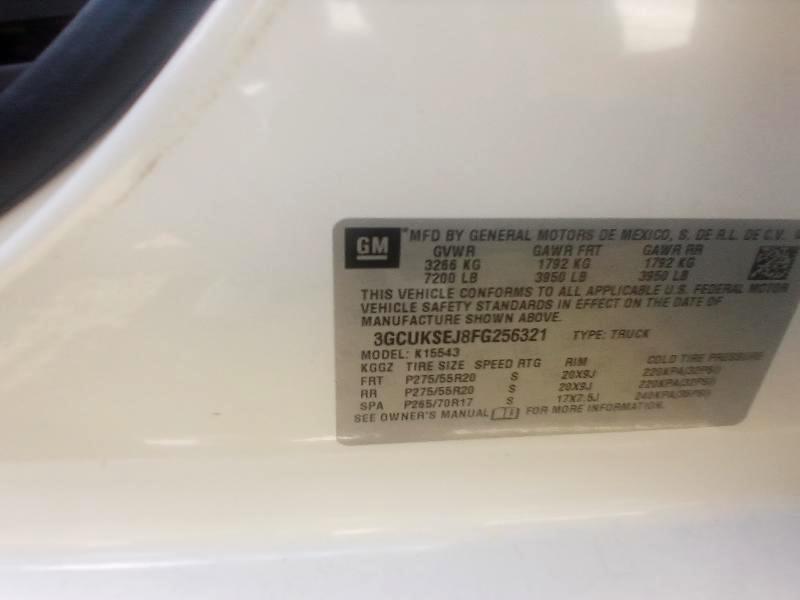 GM MFD BY GENERAL MOTORS DE MEXICO, S. DE R.L. DE C.V.
GVWR GAWR FRT GAWR RR
3266 KG 1792 KG 1792 KG
7200 LB 3950 LB 3950 LB
THIS VEHICLE CONFORMS TO ALL APPLICABLE U.S. FEDERAL MOTOR
VEHICLE SAFETY STANDARDS IN EFFECT ON THE DATE OF
MANUFACTURE SHOWN ABOVE.
3GCUKSEJ8FG256321 TYPE: TRUCK
MODEL: K15543
KGGZ TIRE SIZE SPEED RTG RIM COLD TIRE PRESSURE
FRT P275/55R20 S 20X9J 220KPA(32PSI)
RR P275/55R20 S 20X9J 220KPA(32PSI)
SPA P265/70R17 S 17X7.5J 240KPA(35PSI)
SEE OWNER'S MANUAL FOR MORE INFORMATION.